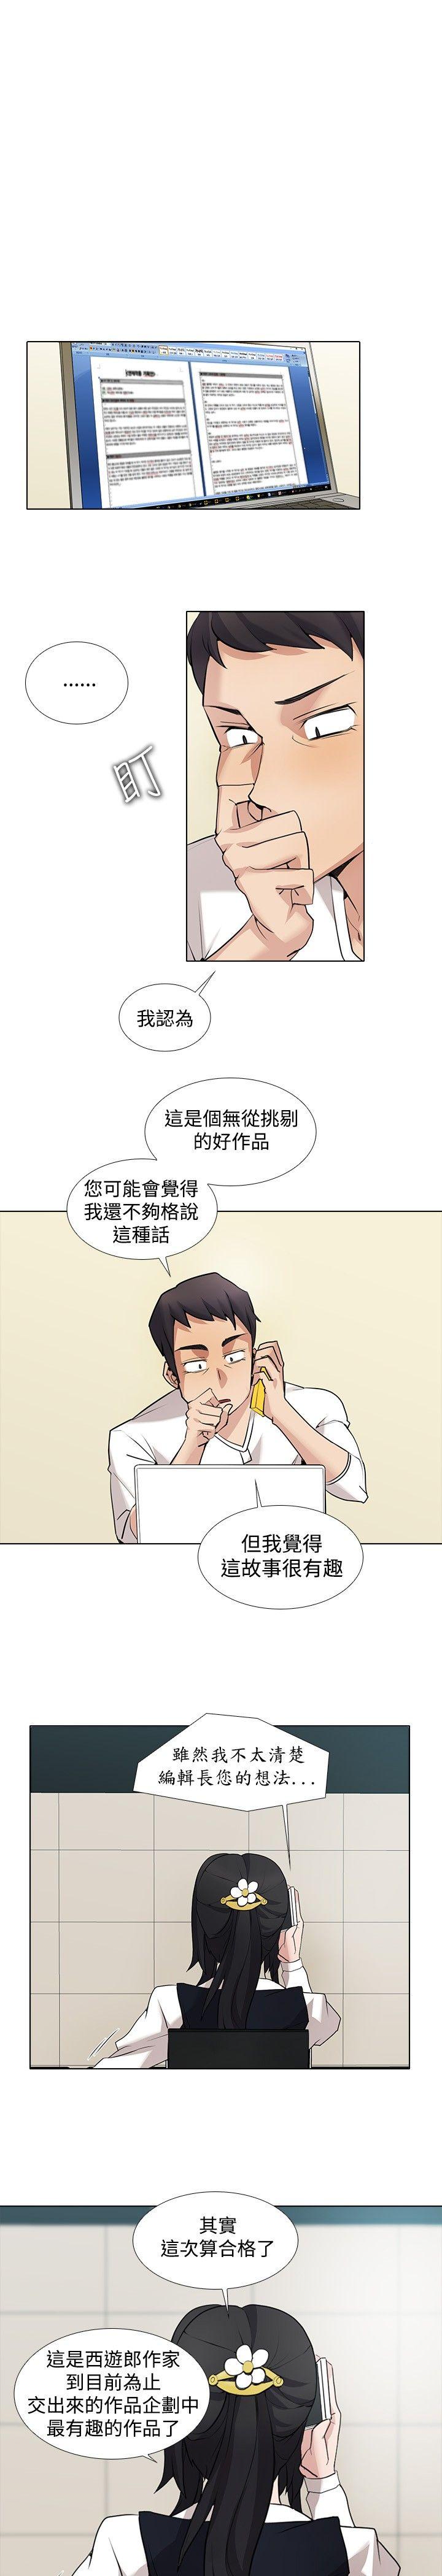 ......
盯
我認為
這是個無從挑剔
的好作品
您可能會覺得
我還不夠格說
這種話
但我覺得
這故事很有趣
雖然我不太清楚
編輯長您的想法...
其實
這次算合格了
這是西遊郎作家
到目前為止
交出來的作品企劃中
最有趣的作品了